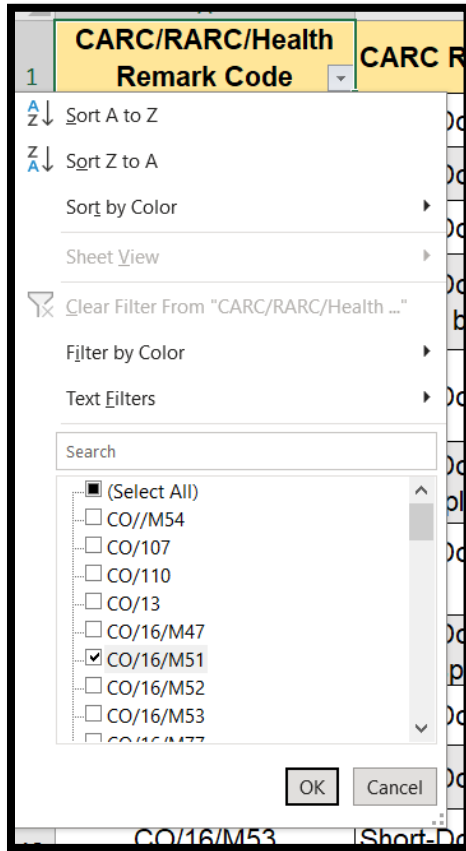 CARC/RARC/Health
Remark Code
CARC R
1
Sort A to Z
Sort Z to A
Sort by Color
Sheet View
Clear Filter From "CARC/RARC/Health ..."
Filter by Color
Text Filters
Search
(Select All)
CO//M54
CO/107
CO/110
CO/13
CO/16/M47
CO/16/M51
CO/16/M52
CO/16/M53
CO/16/M77
OK Cancel
CO/16/M53 Short-Do